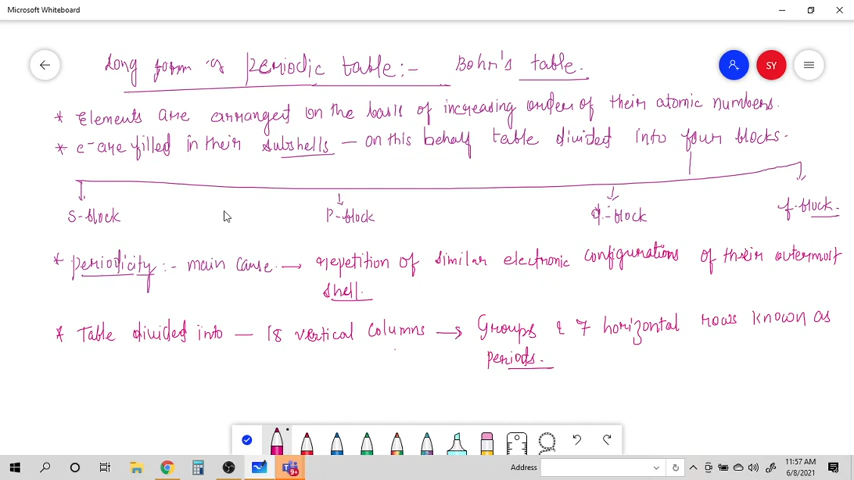 Microsoft Whiteboard
Long form of Periodic table:- Bohr's table.
SY
* Elements are arranged on the basis of increasing order of their atomic numbers.
* e- are filled in their subshells - on this behalf table divided into four blocks.
S-block P-block d-block f-block.
* Periodicity:- main cause → repetition of similar electronic configurations of their outermost
shell.
* Table divided into - 18 vertical columns → Groups & 7 horizontal rows known as
periods.
Address
11:57 AM
6/8/2021